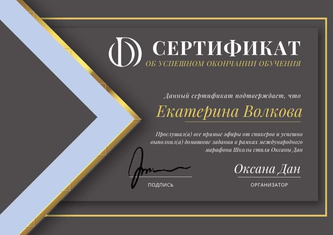 СЕРТИФИКАТ
ОБ УСПЕШНОМ ОКОНЧАНИИ ОБУЧЕНИЯ
Данный сертификат подтверждает, что
Екатерина Волкова
Прослушал(а) все прямые эфиры от спикеров и успешно
выполнил(а) домашние задания в рамках международного
марафона Школы стиля Оксаны Дан
Оксана Дан
ПОДПИСЬ
ОРГАНИЗАТОР